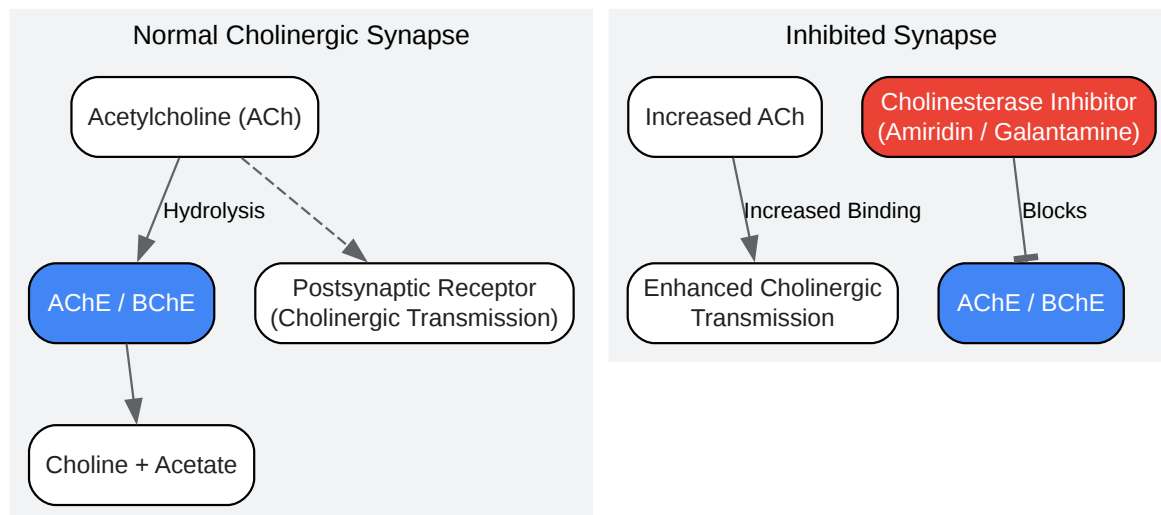 Normal Cholinergic Synapse
Acetylcholine (ACh)
Hydrolysis
AChE / BChE
Postsynaptic Receptor
(Cholinergic Transmission)
Choline + Acetate
Inhibited Synapse
Increased ACh
Cholinesterase Inhibitor
(Amiridin / Galantamine)
Increased Binding
Blocks
Enhanced Cholinergic
Transmission
AChE / BChE